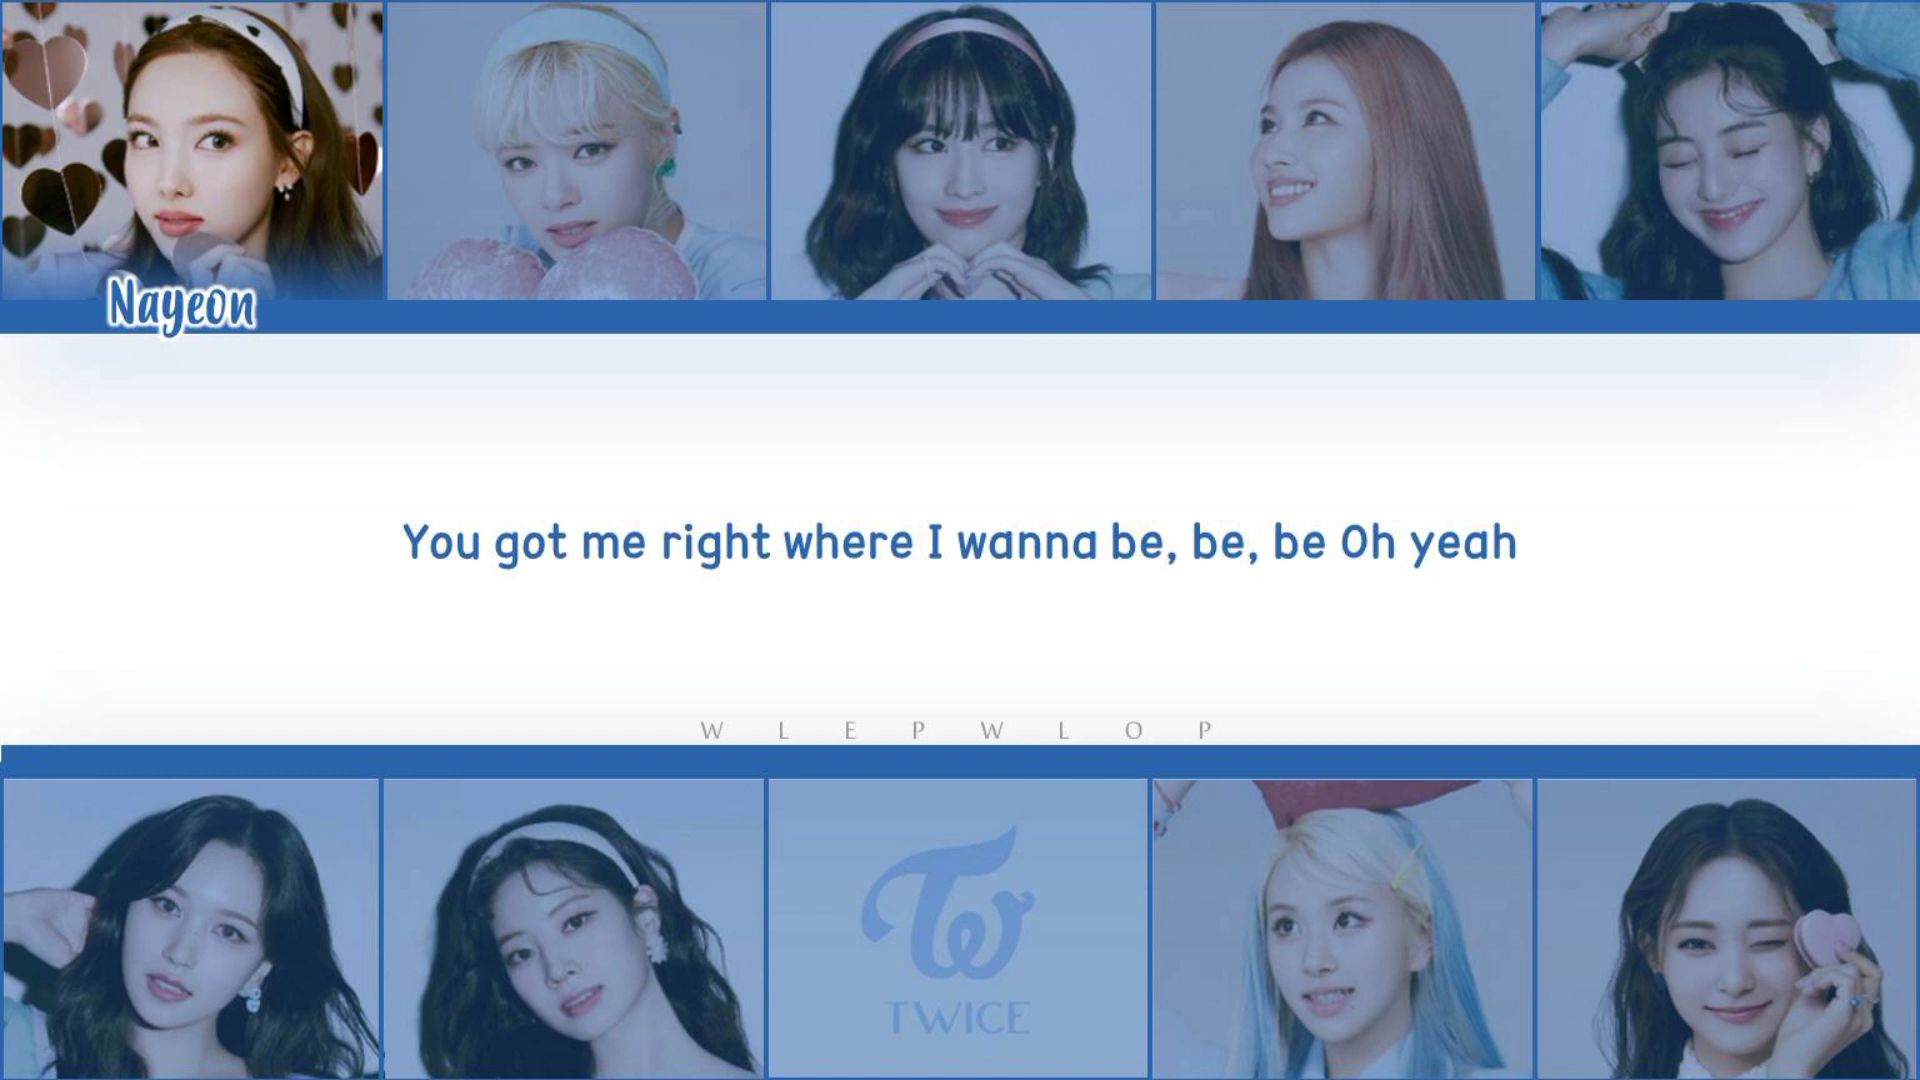 Nayeon
You got me right where I wanna be, be, be Oh yeah
W L E P W L O P
TWICE